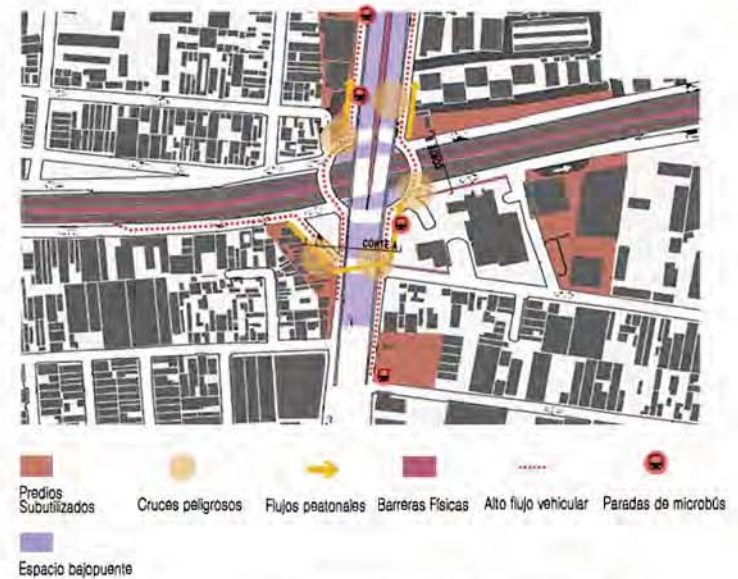 CORTE A
Predios
Subutilizados
Cruces peligrosos
Flujos peatonales
Barreras Físicas
Alto flujo vehicular
Paradas de microbús
Espacio bajopuente